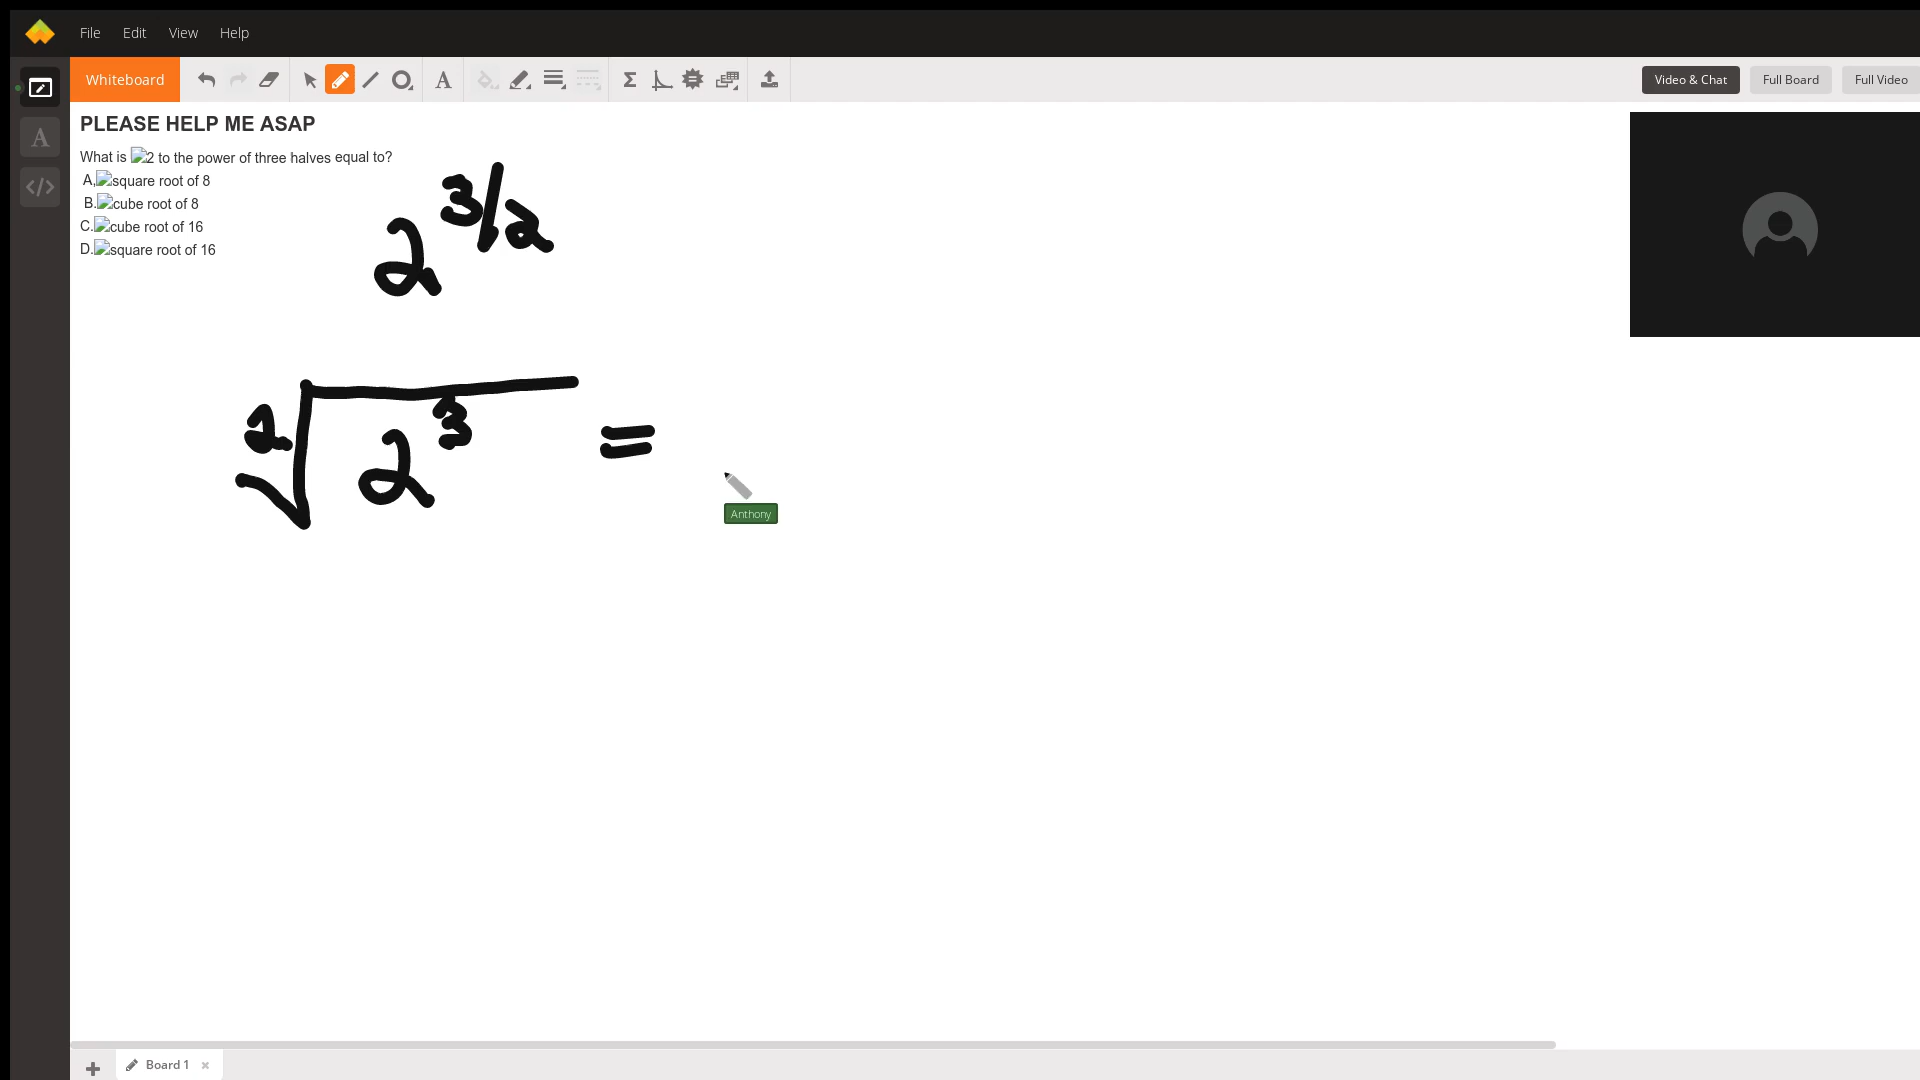 File Edit View Help
Whiteboard
Video & Chat Full Board Full Video
PLEASE HELP ME ASAP
What is 2 to the power of three halves equal to?
A, square root of 8
B. cube root of 8
C. cube root of 16
D. square root of 16
2^{3/2}
\sqrt[2]{2^3} =
Anthony
Board 1